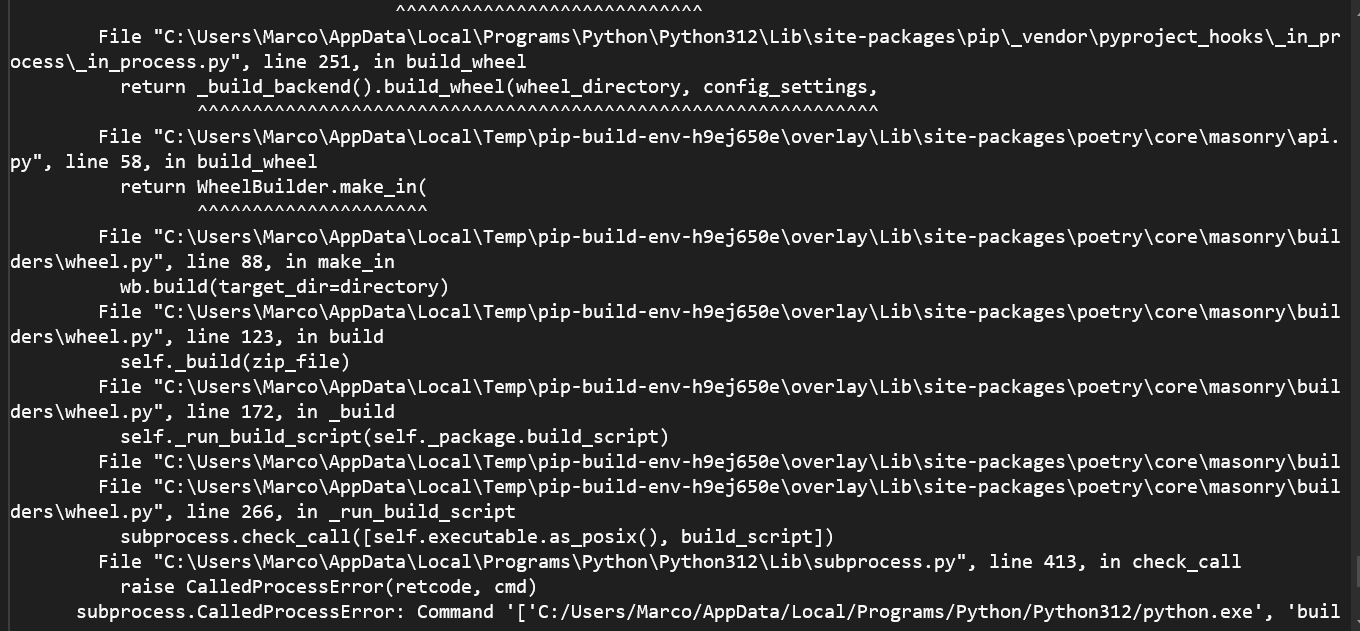 ^^^^^^^^^^^^^^^^^^^^^^^^^^^^
File "C:\Users\Marco\AppData\Local\Programs\Python\Python312\Lib\site-packages\pip\_vendor\pyproject_hooks\_in_pr
ocess\_in_process.py", line 251, in build_wheel
return _build_backend().build_wheel(wheel_directory, config_settings,
^^^^^^^^^^^^^^^^^^^^^^^^^^^^^^^^^^^^^^^^^^^^^^^^^^^^^^^^^^^^^^
File "C:\Users\Marco\AppData\Local\Temp\pip-build-env-h9ej650e\overlay\Lib\site-packages\poetry\core\masonry\api.
py", line 58, in build_wheel
return WheelBuilder.make_in(
^^^^^^^^^^^^^^^^^^^^^
File "C:\Users\Marco\AppData\Local\Temp\pip-build-env-h9ej650e\overlay\Lib\site-packages\poetry\core\masonry\buil
ders\wheel.py", line 88, in make_in
wb.build(target_dir=directory)
File "C:\Users\Marco\AppData\Local\Temp\pip-build-env-h9ej650e\overlay\Lib\site-packages\poetry\core\masonry\buil
ders\wheel.py", line 123, in build
self._build(zip_file)
File "C:\Users\Marco\AppData\Local\Temp\pip-build-env-h9ej650e\overlay\Lib\site-packages\poetry\core\masonry\buil
ders\wheel.py", line 172, in _build
self._run_build_script(self._package.build_script)
File "C:\Users\Marco\AppData\Local\Temp\pip-build-env-h9ej650e\overlay\Lib\site-packages\poetry\core\masonry\buil
File "C:\Users\Marco\AppData\Local\Temp\pip-build-env-h9ej650e\overlay\Lib\site-packages\poetry\core\masonry\buil
ders\wheel.py", line 266, in _run_build_script
subprocess.check_call([self.executable.as_posix(), build_script])
File "C:\Users\Marco\AppData\Local\Programs\Python\Python312\Lib\subprocess.py", line 413, in check_call
raise CalledProcessError(retcode, cmd)
subprocess.CalledProcessError: Command '['C:/Users/Marco/AppData/Local/Programs/Python/Python312/python.exe', 'buil